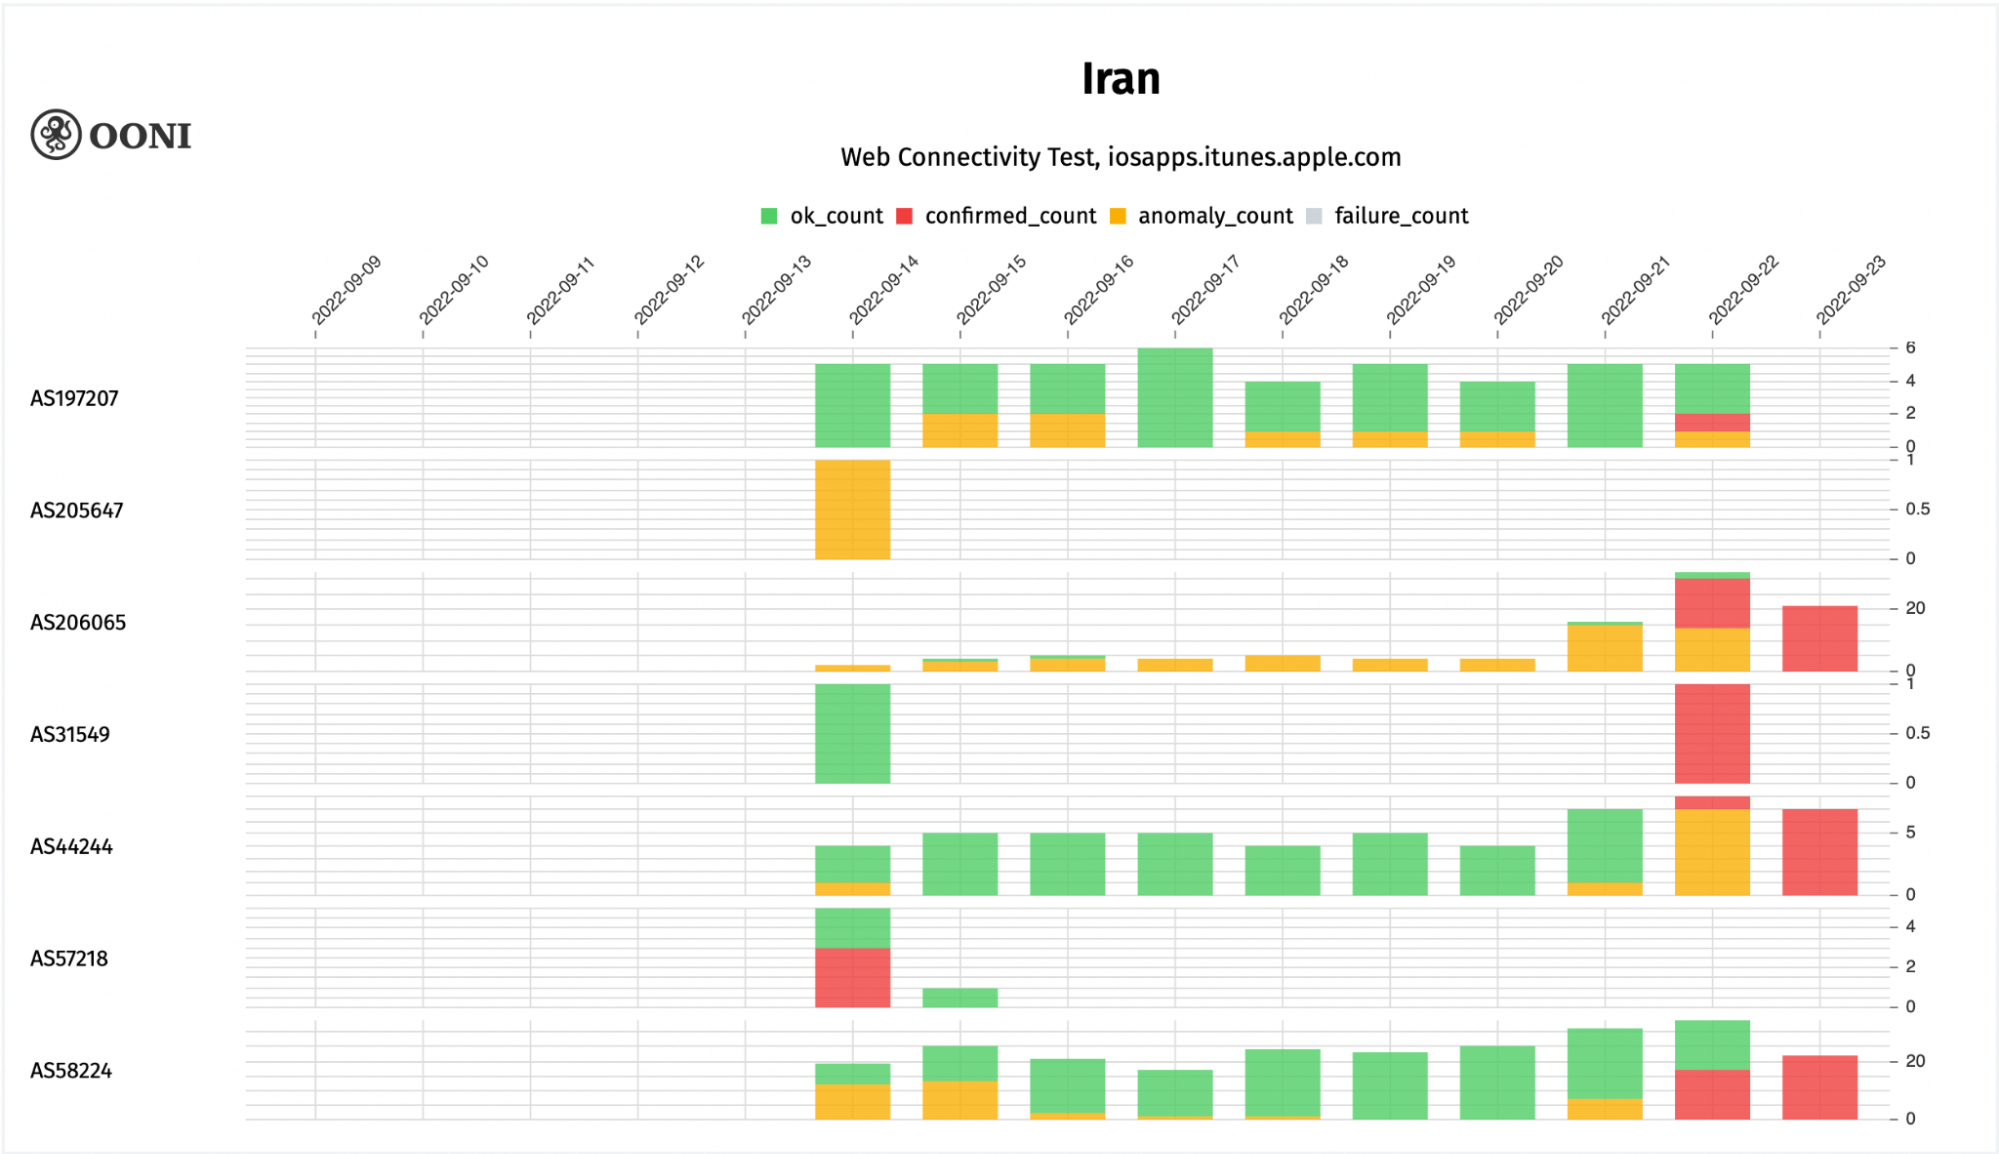 Iran
OONI
Web Connectivity Test, iosapps.itunes.apple.com
ok_count confirmed_count anomaly_count failure_count
2022-09-09 2022-09-10 2022-09-11 2022-09-12 2022-09-13 2022-09-14 2022-09-15 2022-09-16 2022-09-17 2022-09-18 2022-09-19 2022-09-20 2022-09-21 2022-09-22 2022-09-23
AS197207
6
4
2
0
AS205647
1
0.5
0
AS206065
20
0
AS31549
1
0.5
0
AS44244
5
0
AS57218
4
2
0
AS58224
20
0